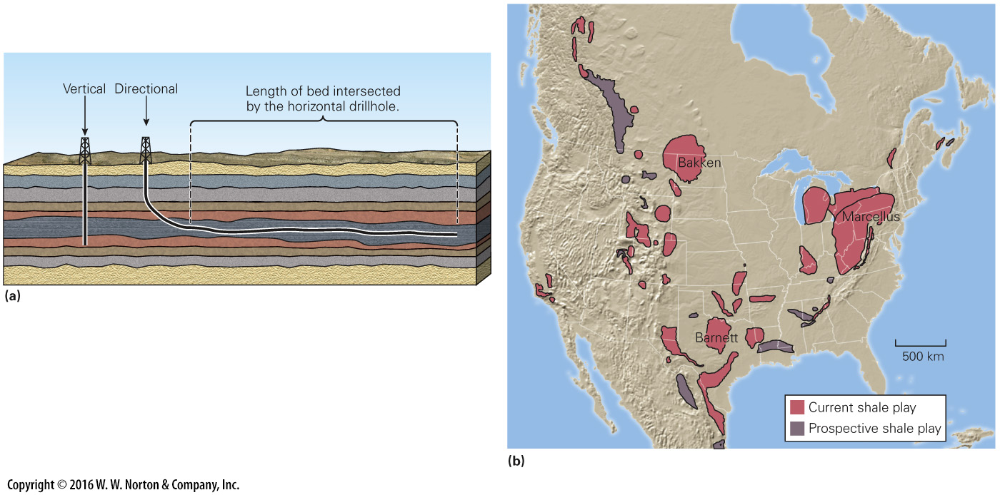 Vertical Directional
Length of bed intersected
by the horizontal drillhole.
(a)
Bakken
Marcellus
Barnett
500 km
Current shale play
Prospective shale play
(b)
Copyright © 2016 W. W. Norton & Company, Inc.